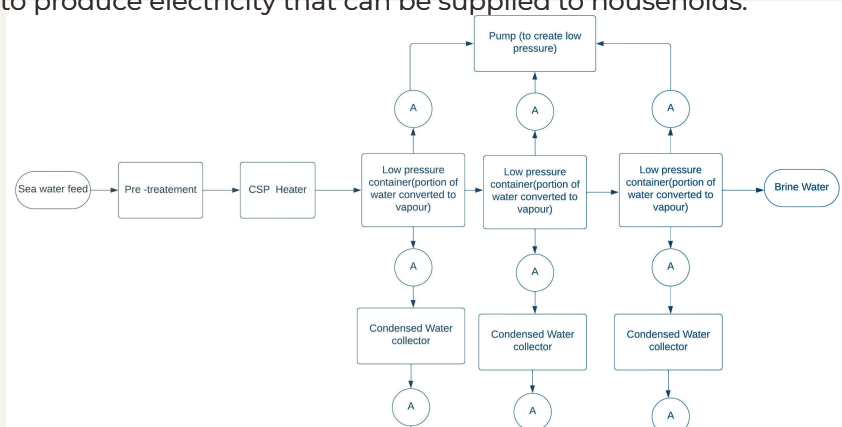 to produce electricity that can be supplied to households.
Pump (to create low
pressure)
A
A
A
Sea water feed
Pre -treatement
CSP Heater
Low pressure
container(portion of
water converted to
vapour)
Low pressure
container(portion of
water converted to
vapour)
Low pressure
container(portion of
water converted to
vapour)
Brine Water
A
A
A
Condensed Water
collector
Condensed Water
collector
Condensed Water
collector
A
A
A